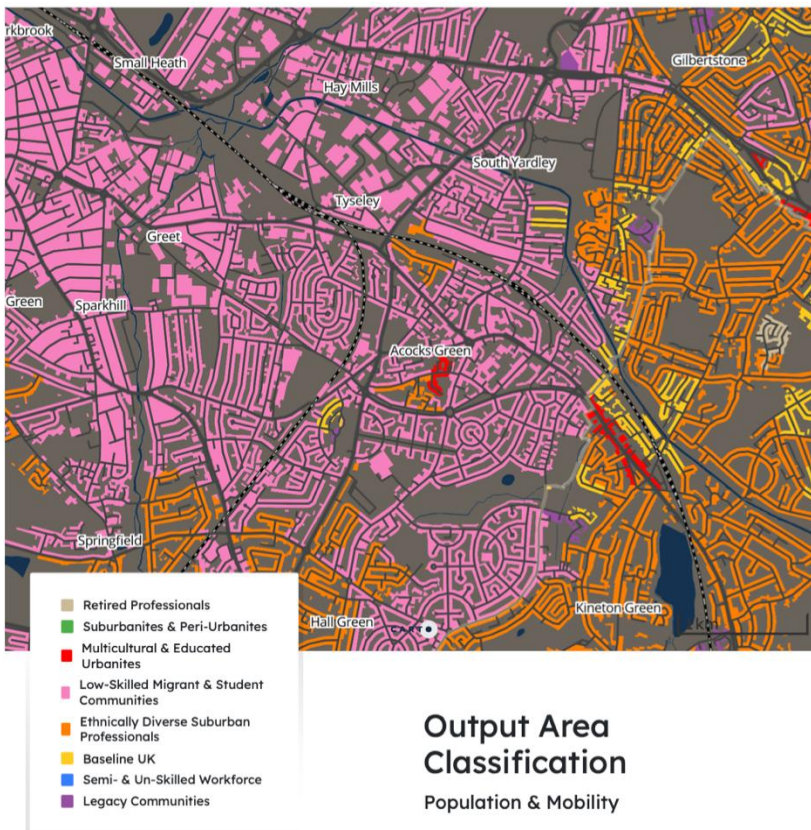 rkbrook
Small Heath
Gilbertstone
Hay Mills
South Yardley
Tyseley
Greet
Green
Sparkhill
Acocks Green
Springfield
Hall Green
CARTO
Kineton Green
Retired Professionals
Suburbanites & Peri-Urbanites
Multicultural & Educated
Urbanites
Low-Skilled Migrant & Student
Communities
Ethnically Diverse Suburban
Professionals
Baseline UK
Semi- & Un-Skilled Workforce
Legacy Communities
Output Area
Classification
Population & Mobility